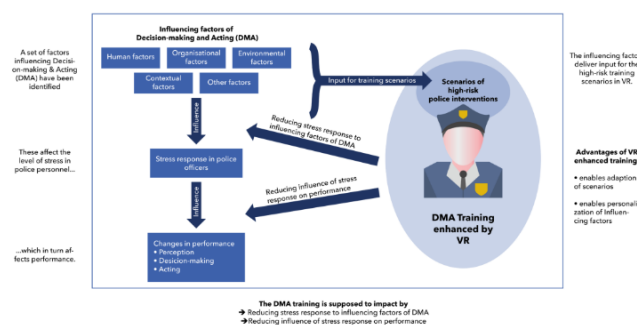 Influencing factors of
Decision-making and Acting (DMA)
A set of factors
influencing Decisi-
on-making & Acting
(DMA) have been
identified
Human factors
Organisational
factors
Environmental
factors
Contextual
factors
Other factors
Input for training scenarios
Scenarios of
high-risk
police interventions
The influencing facto
deliver input for the
high-risk training
scenarios in VR.
Influence
Reducing stress response to
influencing factors of DMA
These affect the
level of stress in
police personnel...
Stress response in police
officers
Advantages of VR
enhanced training
• enables adaption
of scenarios
• enables personali
zation of Influen-
cing factors
Influence
Reducing influence of stress
response on performance
DMA Training
enhanced by
VR
...which in turn af-
fects performance.
Changes in performance
• Perception
• Desicion-making
• Acting
The DMA training is supposed to impact by
➔ Reducing stress response to influencing factors of DMA
➔Reducing influence of stress response on performance